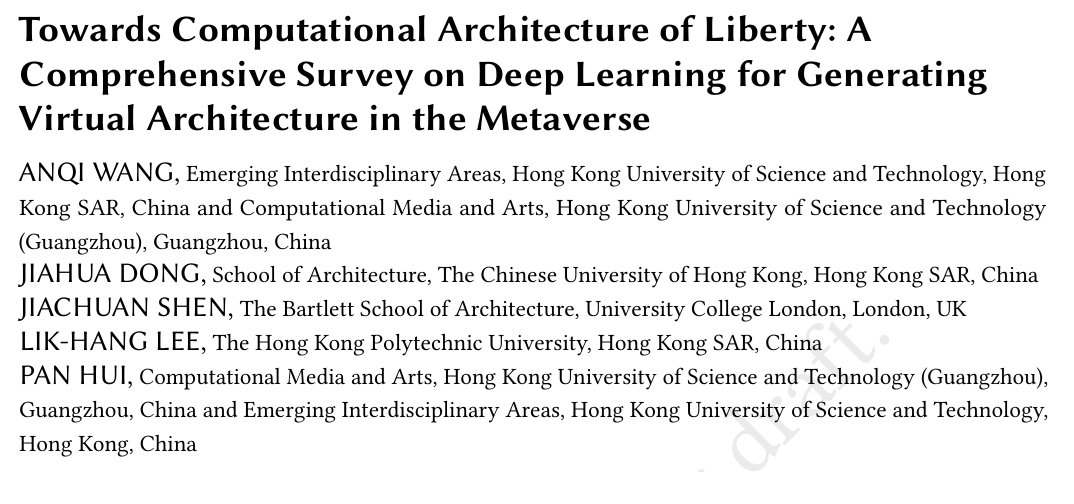 Towards Computational Architecture of Liberty: A
Comprehensive Survey on Deep Learning for Generating
Virtual Architecture in the Metaverse
ANQI WANG, Emerging Interdisciplinary Areas, Hong Kong University of Science and Technology, Hong
Kong SAR, China and Computational Media and Arts, Hong Kong University of Science and Technology
(Guangzhou), Guangzhou, China
JIAHUA DONG, School of Architecture, The Chinese University of Hong Kong, Hong Kong SAR, China
JIACHUAN SHEN, The Bartlett School of Architecture, University College London, London, UK
LIK-HANG LEE, The Hong Kong Polytechnic University, Hong Kong SAR, China
PAN HUI, Computational Media and Arts, Hong Kong University of Science and Technology (Guangzhou),
Guangzhou, China and Emerging Interdisciplinary Areas, Hong Kong University of Science and Technology,
Hong Kong, China
draft.